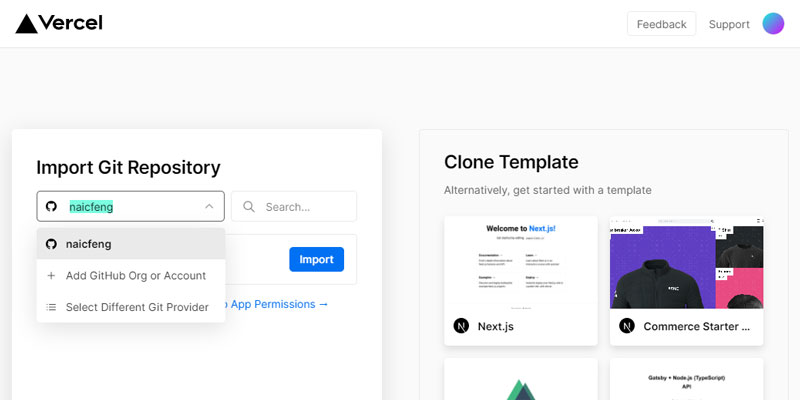 Vercel
Feedback
Support
Import Git Repository
naicfeng
Search...
naicfeng
Add GitHub Org or Account
Select Different Git Provider
Import
App Permissions →
Clone Template
Alternatively, get started with a template
Welcome to Next.js!
Next.js
Commerce Starter ...
Gatsby + Node.js (TypeScript)
API